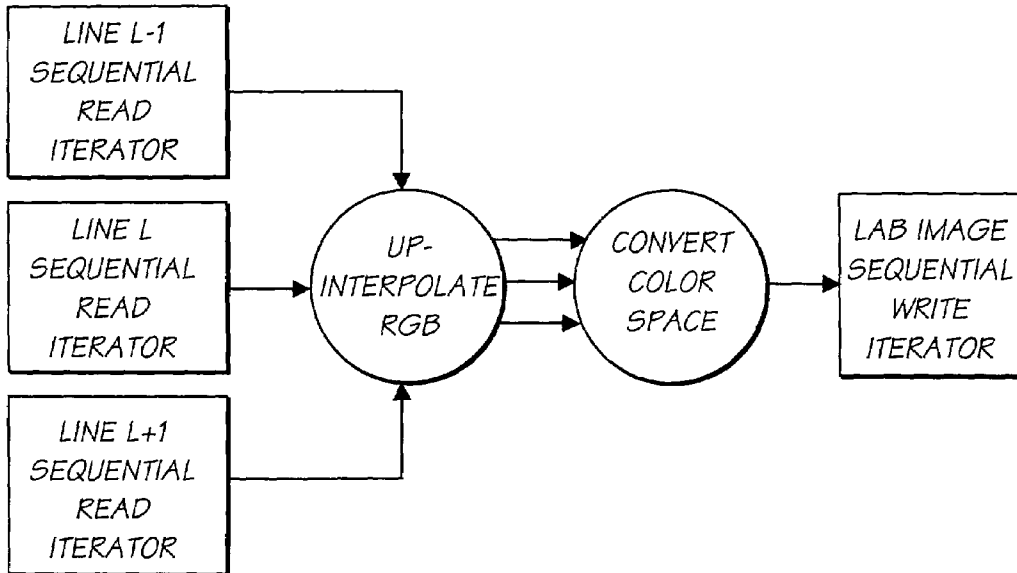 LINE L-1
SEQUENTIAL
READ
ITERATOR
LINE L
SEQUENTIAL
READ
ITERATOR
LINE L+1
SEQUENTIAL
READ
ITERATOR
UP-
INTERPOLATE
RGB
CONVERT
COLOR
SPACE
LAB IMAGE
SEQUENTIAL
WRITE
ITERATOR